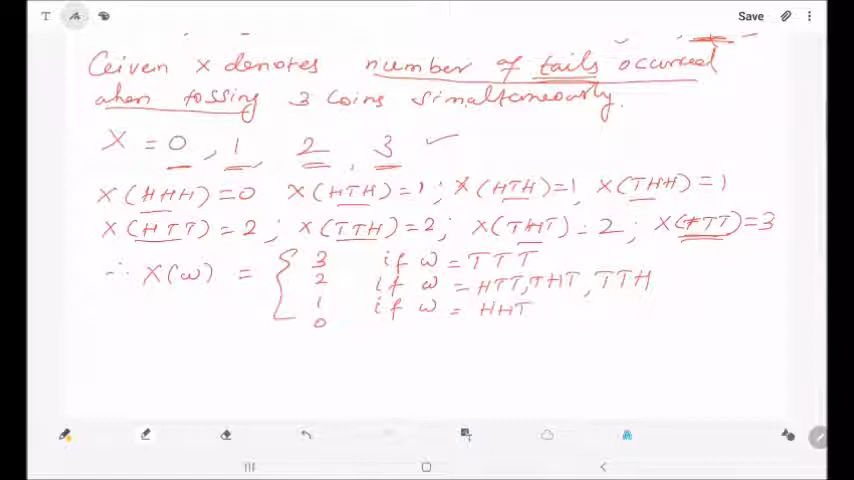 Save
Given x denotes number of tails occurred
when tossing 3 coins simultaneously.
X = 0, 1, 2, 3
X(HHH)=0 X(HTH)=1; X(HTH)=1, X(THH)=1
X(HTT)=2; X(TTH)=2; X(THT)=2; X(TTT)=3
∴ X(ω) = { 3 if ω = TTT
2 if ω = HTT, THT, TTH
1 if ω = HHT
0